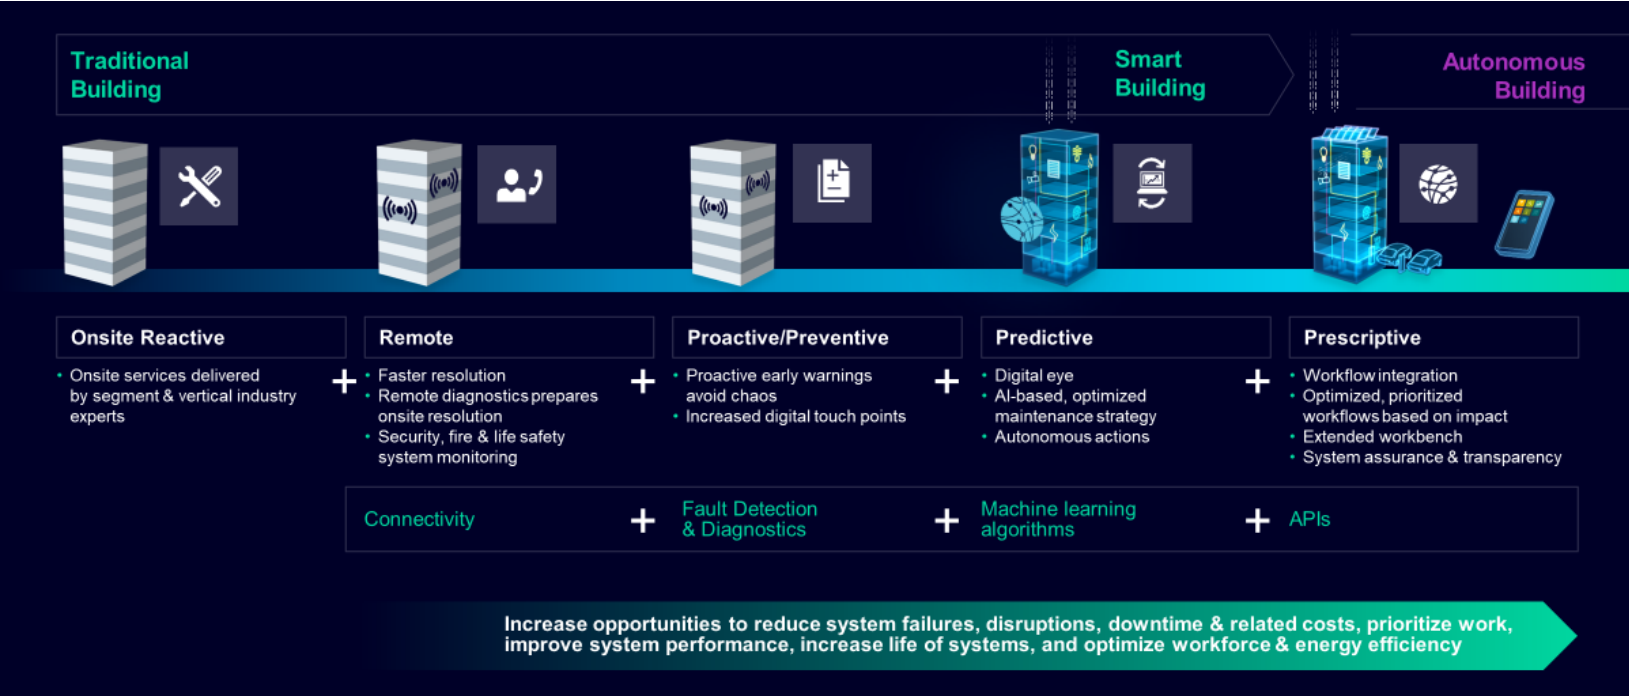 Traditional
Building
Smart
Building
Autonomous
Building
Onsite Reactive
• Onsite services delivered
by segment & vertical industry
experts
+
Remote
• Faster resolution
• Remote diagnostics prepares
onsite resolution
• Security, fire & life safety
system monitoring
+
Proactive/Preventive
• Proactive early warnings
avoid chaos
• Increased digital touch points
+
Predictive
• Digital eye
• AI-based, optimized
maintenance strategy
• Autonomous actions
+
Prescriptive
• Workflow integration
• Optimized, prioritized
workflows based on impact
• Extended workbench
• System assurance & transparency
Connectivity
+
Fault Detection
& Diagnostics
+
Machine learning
algorithms
+
APIs
Increase opportunities to reduce system failures, disruptions, downtime & related costs, prioritize work,
improve system performance, increase life of systems, and optimize workforce & energy efficiency